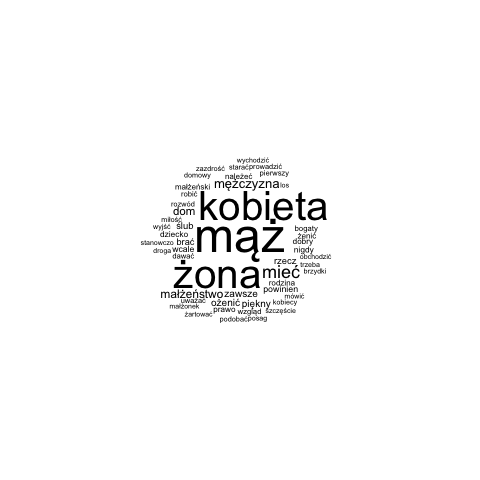 wychodzić
zazdrość starać prowadzić
domowy należeć pierwszy
małżeński mężczyzna los
robić
rozwód kobieta
dom
miłość
wyjść ślub mąż bogaty
dziecko żenić
stanowczo brać dobry
droga wcale nigdy
dawać obchodzić
rzecz trzeba
żona mieć brzydki
rodzina
małżeństwo zawsze powinien
uważać mówić
małżonek ożenić piękny kobiecy
prawo wzgląd szczęście
żartować
podobać posag